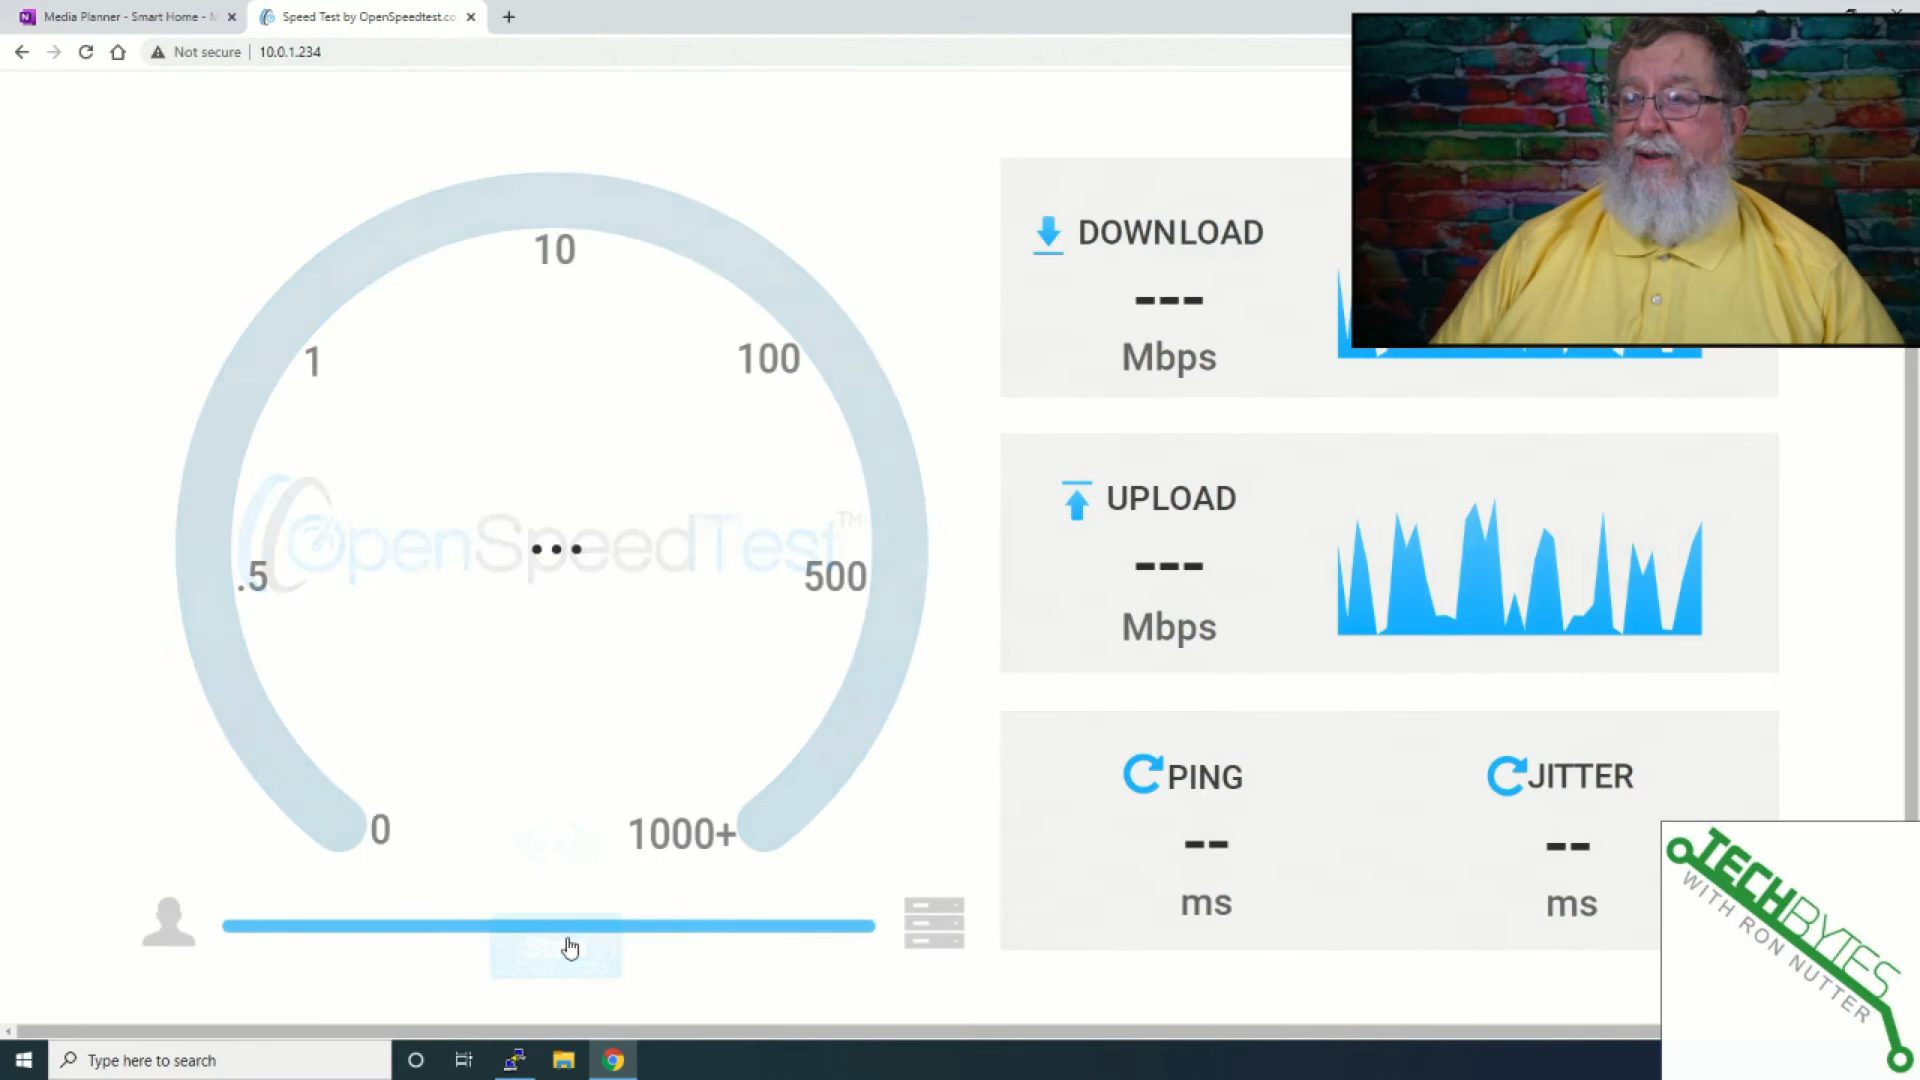 Media Planner - Smart Home - M
Speed Test by OpenSpeedtest.co
Not secure
10.0.1.234
10
1
100
.5
500
0
1000+
OpenSpeedTest™
...
DOWNLOAD
---
Mbps
UPLOAD
---
Mbps
PING
--
ms
JITTER
--
ms
TECHBYTES
WITH RON NUTTER
Type here to search